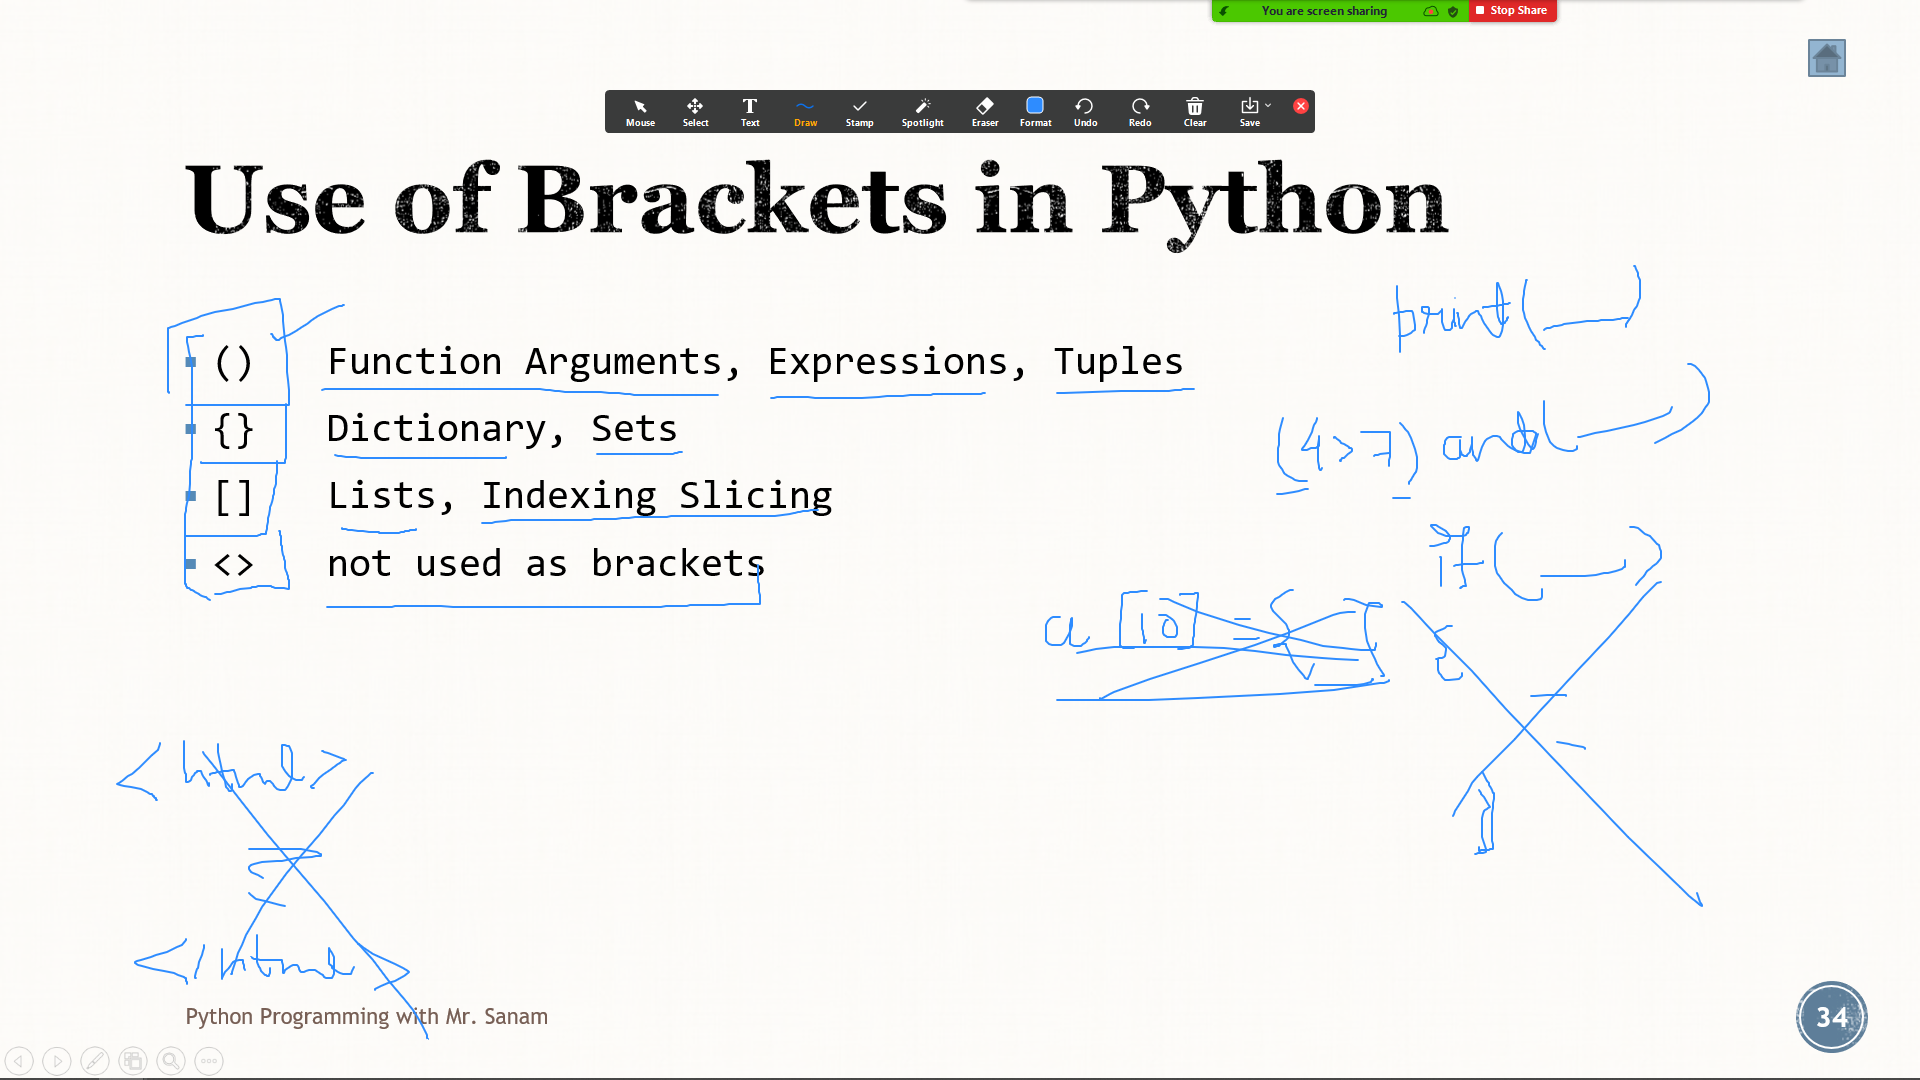 You are screen sharing Stop Share
Mouse Select Text Draw Stamp Spotlight Eraser Format Undo Redo Clear Save
Use of Brackets in Python
print( )
() Function Arguments, Expressions, Tuples
{} Dictionary, Sets
(4>7) and ( )
[] Lists, Indexing Slicing
<> not used as brackets
if ( )
a [10] = {
{
}
<html>
</html>
Python Programming with Mr. Sanam
34